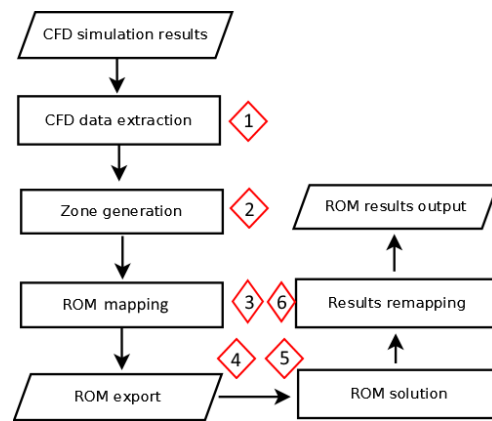 CFD simulation results
CFD data extraction
1
Zone generation
2
ROM results output
ROM mapping
3
6
Results remapping
4
5
ROM export
ROM solution